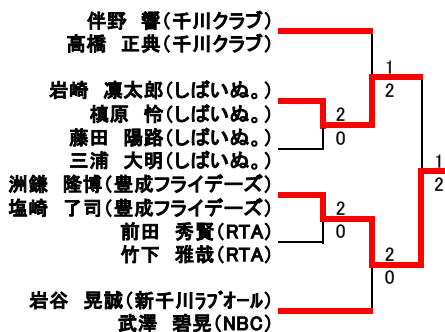 伴野 響(千川クラブ)
高橋 正典(千川クラブ)
1
2
岩崎 凜太郎(しばいぬ。)
槙原 怜(しばいぬ。)
2
0
藤田 陽路(しばいぬ。)
三浦 大明(しばいぬ。)
1
2
洲鎌 隆博(豊成フライデーズ)
塩崎 了司(豊成フライデーズ)
2
0
前田 秀賢(RTA)
竹下 雅哉(RTA)
2
0
岩谷 晃誠(新千川ラブオール)
武澤 碧晃(NBC)